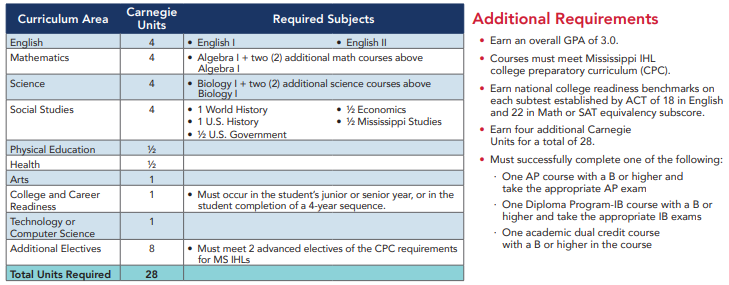 Curriculum Area Carnegie Units Required Subjects
English 4 • English I • English II
Mathematics 4 • Algebra I + two (2) additional math courses above
Algebra I
Science 4 • Biology I + two (2) additional science courses above
Biology I
Social Studies 4 • 1 World History • ½ Economics
• 1 U.S. History • ½ Mississippi Studies
• ½ U.S. Government
Physical Education ½
Health ½
Arts 1
College and Career 1 • Must occur in the student's junior or senior year, or in the
Readiness student completion of a 4-year sequence.
Technology or 1
Computer Science
Additional Electives 8 • Must meet 2 advanced electives of the CPC requirements
for MS IHLs
Total Units Required 28
Additional Requirements
• Earn an overall GPA of 3.0.
• Courses must meet Mississippi IHL
college preparatory curriculum (CPC).
• Earn national college readiness benchmarks on
each subtest established by ACT of 18 in English
and 22 in Math or SAT equivalency subscore.
• Earn four additional Carnegie
Units for a total of 28.
• Must successfully complete one of the following:
· One AP course with a B or higher and
take the appropriate AP exam
· One Diploma Program-IB course with a B or
higher and take the appropriate IB exams
· One academic dual credit course
with a B or higher in the course